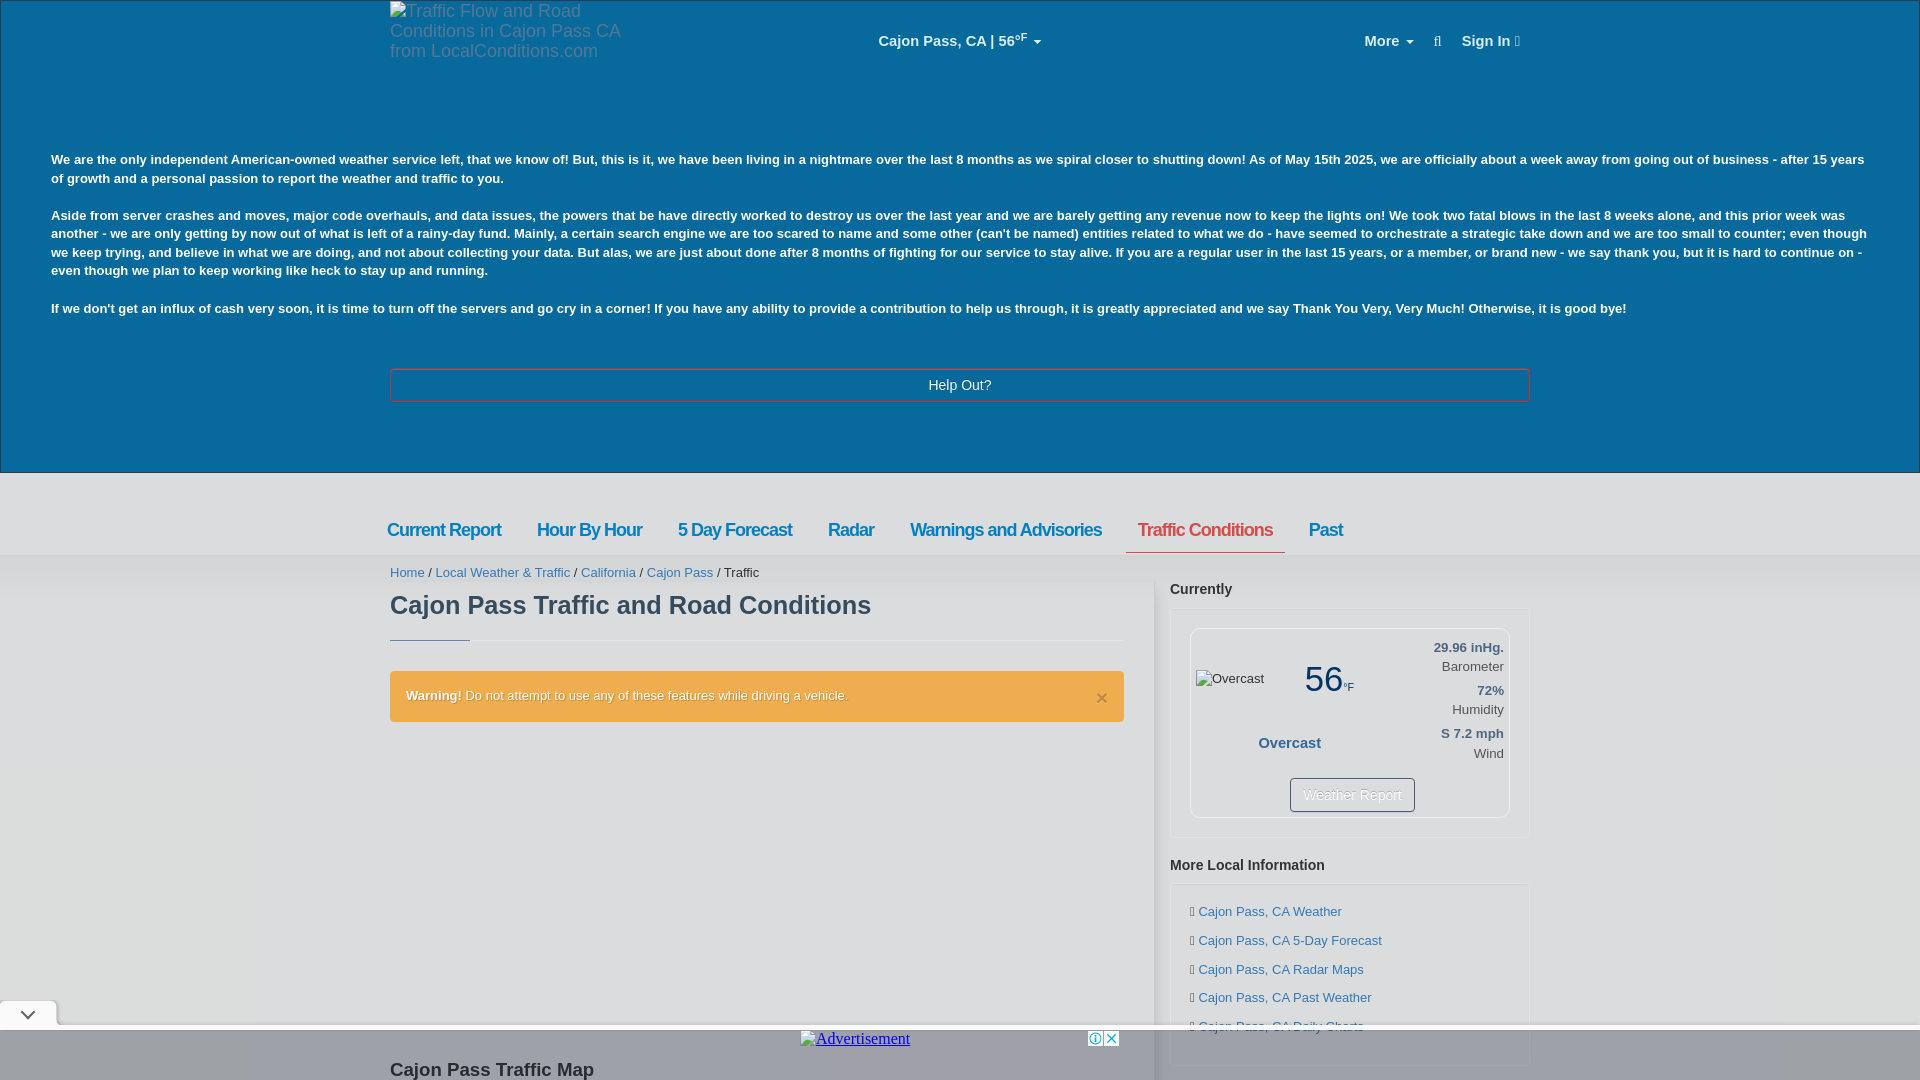 Traffic Flow and Road
Conditions in Cajon Pass CA
from LocalConditions.com
Cajon Pass, CA | 56°F
More
Sign In
We are the only independent American-owned weather service left, that we know of! But, this is it, we have been living in a nightmare over the last 8 months as we spiral closer to shutting down! As of May 15th 2025, we are officially about a week away from going out of business - after 15 years
of growth and a personal passion to report the weather and traffic to you.
Aside from server crashes and moves, major code overhauls, and data issues, the powers that be have directly worked to destroy us over the last year and we are barely getting any revenue now to keep the lights on! We took two fatal blows in the last 8 weeks alone, and this prior week was
another - we are only getting by now out of what is left of a rainy-day fund. Mainly, a certain search engine we are too scared to name and some other (can't be named) entities related to what we do - have seemed to orchestrate a strategic take down and we are too small to counter; even though
we keep trying, and believe in what we are doing, and not about collecting your data. But alas, we are just about done after 8 months of fighting for our service to stay alive. If you are a regular user in the last 15 years, or a member, or brand new - we say thank you, but it is hard to continue on -
even though we plan to keep working like heck to stay up and running.
If we don't get an influx of cash very soon, it is time to turn off the servers and go cry in a corner! If you have any ability to provide a contribution to help us through, it is greatly appreciated and we say Thank You Very, Very Much! Otherwise, it is good bye!
Help Out?
Current Report
Hour By Hour
5 Day Forecast
Radar
Warnings and Advisories
Traffic Conditions
Past
Home / Local Weather & Traffic / California / Cajon Pass / Traffic
Cajon Pass Traffic and Road Conditions
Warning! Do not attempt to use any of these features while driving a vehicle.
×
Currently
Overcast
56°F
Overcast
29.96 inHg.
Barometer
72%
Humidity
S 7.2 mph
Wind
Weather Report
More Local Information
Cajon Pass, CA Weather
Cajon Pass, CA 5-Day Forecast
Cajon Pass, CA Radar Maps
Cajon Pass, CA Past Weather
Cajon Pass, CA Daily Charts
Advertisement
Cajon Pass Traffic Map